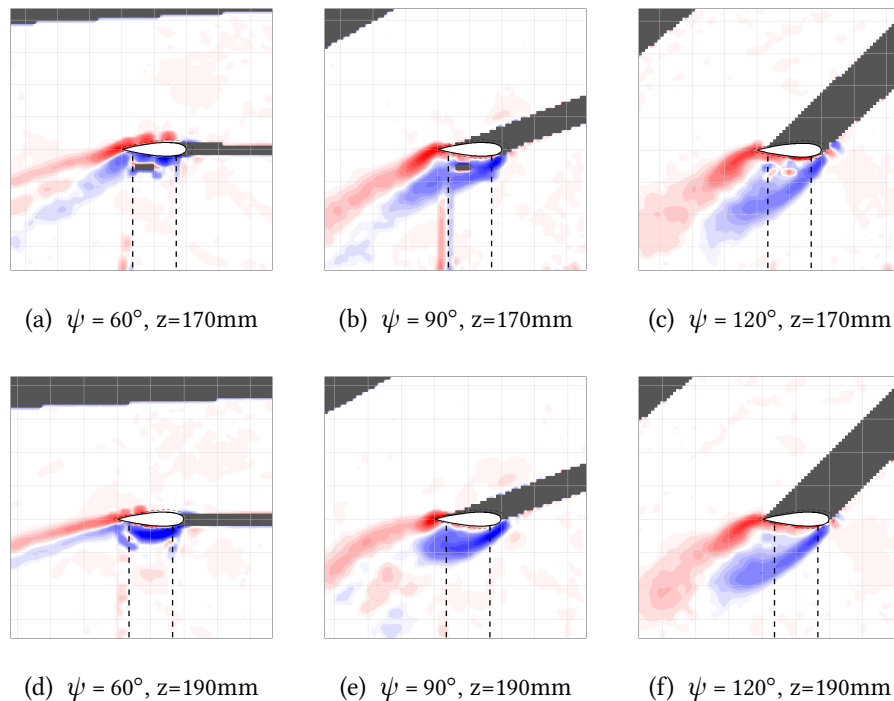 (a) ψ = 60°, z=170mm
(b) ψ = 90°, z=170mm
(c) ψ = 120°, z=170mm
(d) ψ = 60°, z=190mm
(e) ψ = 90°, z=190mm
(f) ψ = 120°, z=190mm